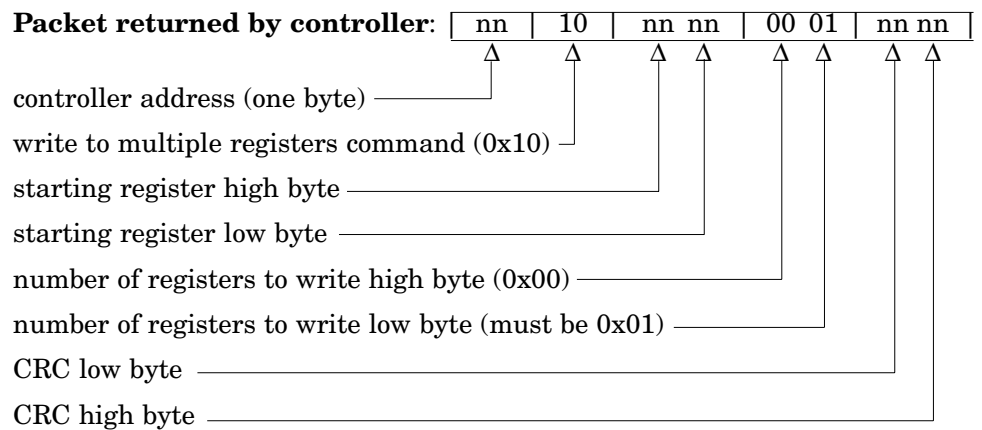 Packet returned by controller: nn | 10 | nn nn | 00 01 | nn nn
controller address (one byte)
write to multiple registers command (0x10)
starting register high byte
starting register low byte
number of registers to write high byte (0x00)
number of registers to write low byte (must be 0x01)
CRC low byte
CRC high byte